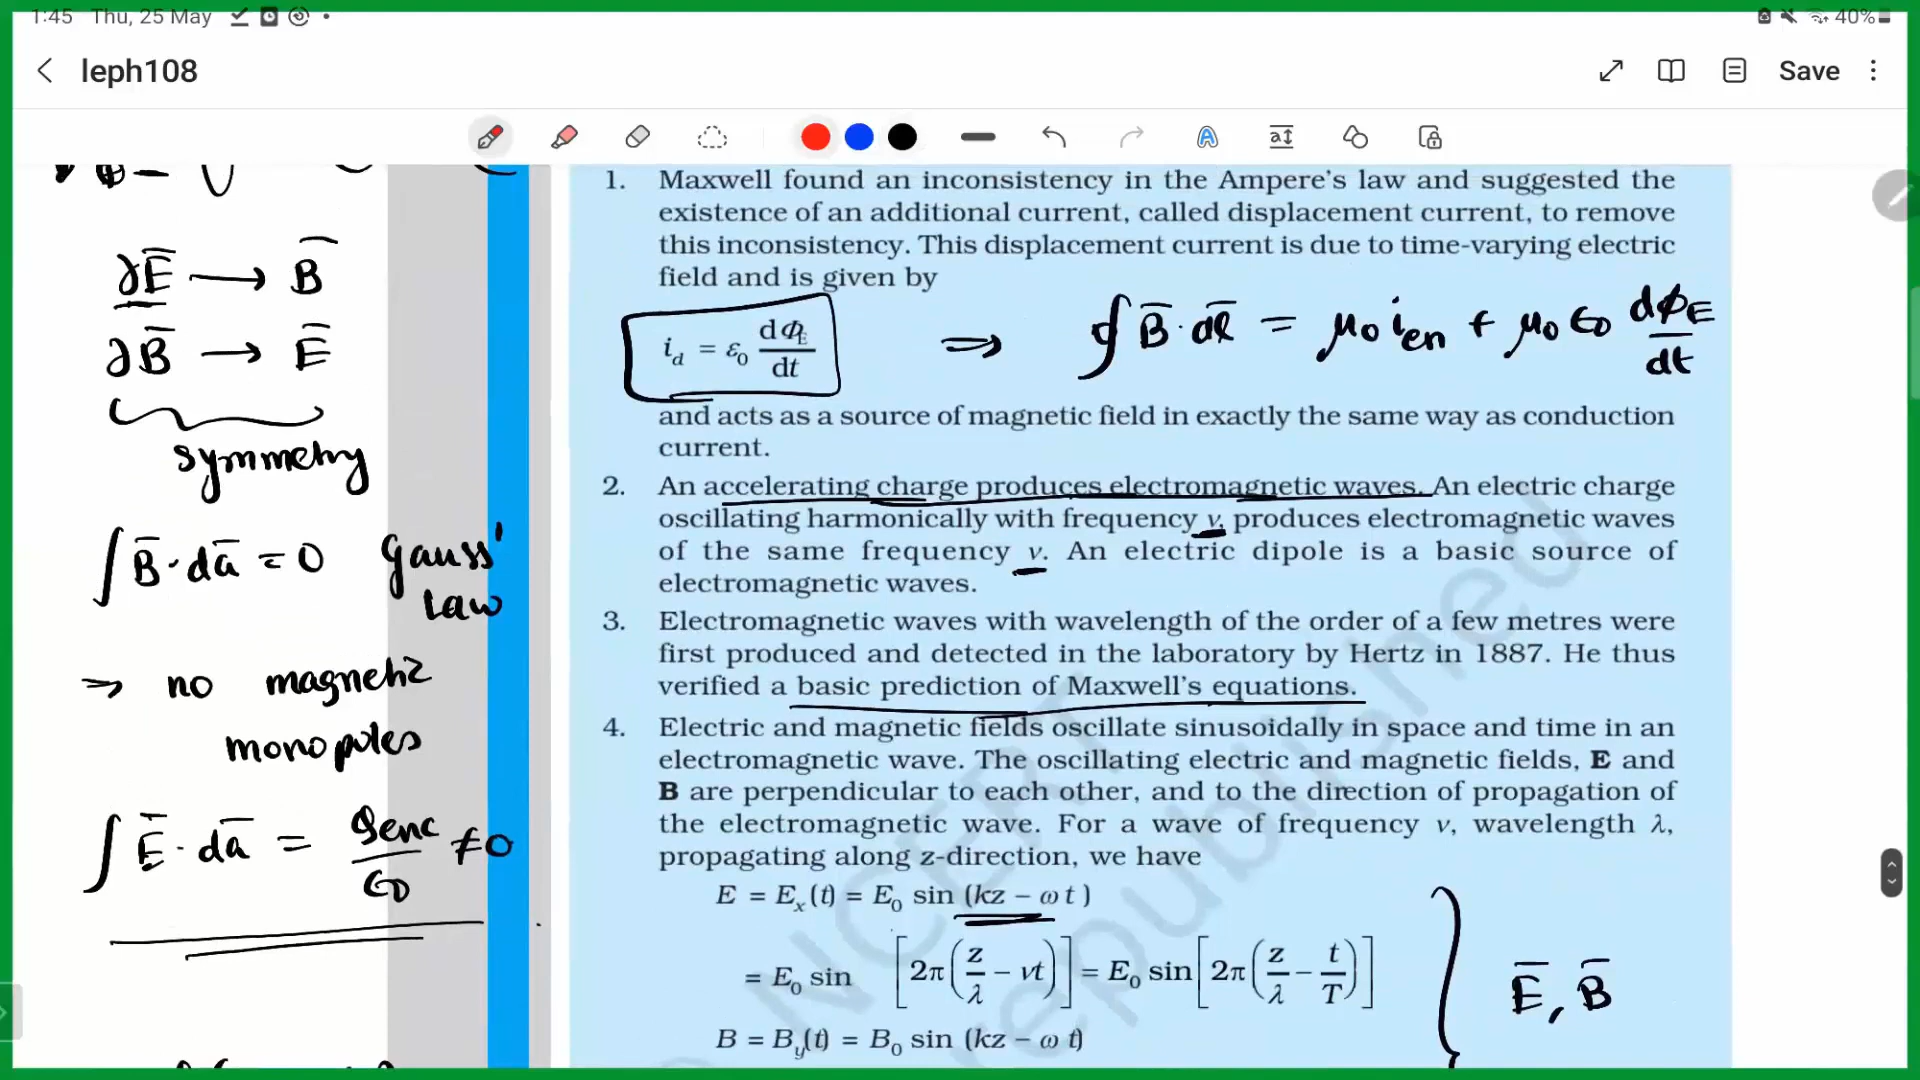 1:45 Thu, 25 May
40%
leph108
Save
∂E̅ → B̅
∂B̅ → E̅
symmetry
∫ B̅ · da̅ = 0 Gauss' Law
⇒ no magnetic
monopoles
∫ E̅ · da̅ = qenc/ϵ0 ≠ 0
1. Maxwell found an inconsistency in the Ampere's law and suggested the
existence of an additional current, called displacement current, to remove
this inconsistency. This displacement current is due to time-varying electric
field and is given by
i_d = ε₀ dΦ_E/dt ⇒ ∮ B̅ · dl̅ = μ₀ i_en + μ₀ ϵ₀ dϕ_E/dt
and acts as a source of magnetic field in exactly the same way as conduction
current.
2. An accelerating charge produces electromagnetic waves. An electric charge
oscillating harmonically with frequency ν, produces electromagnetic waves
of the same frequency ν. An electric dipole is a basic source of
electromagnetic waves.
3. Electromagnetic waves with wavelength of the order of a few metres were
first produced and detected in the laboratory by Hertz in 1887. He thus
verified a basic prediction of Maxwell's equations.
4. Electric and magnetic fields oscillate sinusoidally in space and time in an
electromagnetic wave. The oscillating electric and magnetic fields, E and
B are perpendicular to each other, and to the direction of propagation of
the electromagnetic wave. For a wave of frequency ν, wavelength λ,
propagating along z-direction, we have
E = E_x(t) = E₀ sin (kz – ω t )
= E₀ sin [2π(z/λ – νt)] = E₀ sin [2π(z/λ – t/T)]
E̅, B̅
B = B_y(t) = B₀ sin (kz – ω t)
NCERT
republished